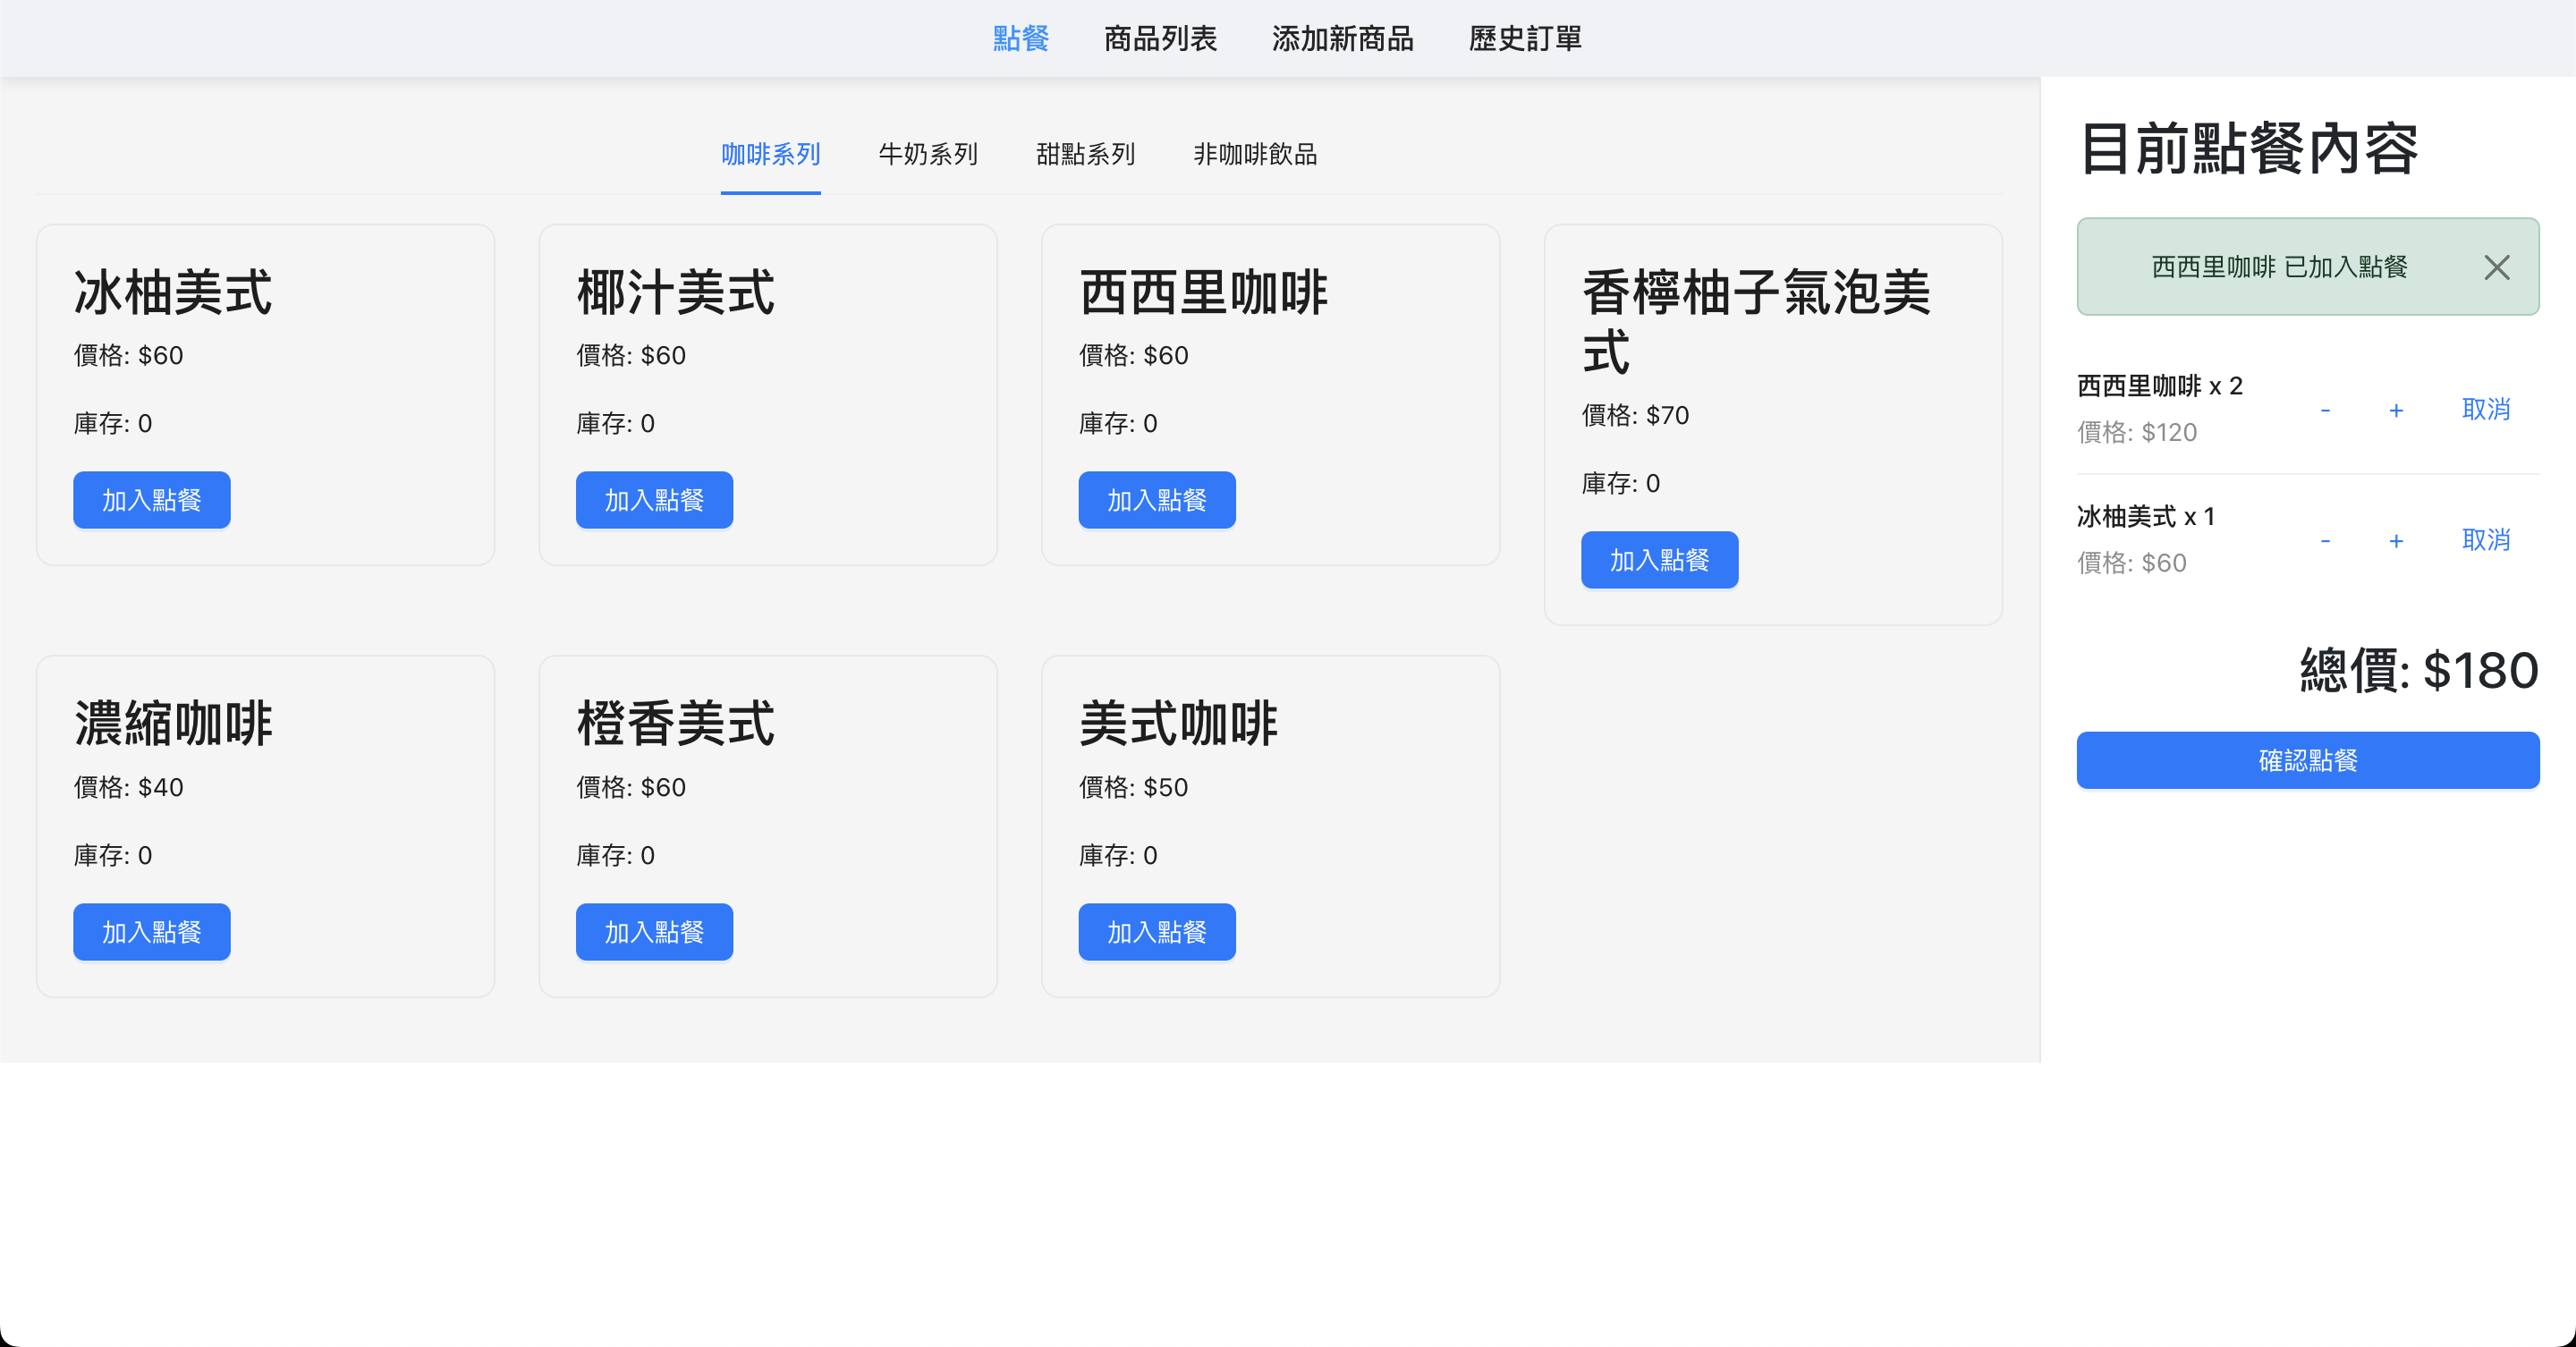 點餐 商品列表 添加新商品 歷史訂單
咖啡系列 牛奶系列 甜點系列 非咖啡飲品
冰柚美式
價格: $60
庫存: 0
加入點餐
椰汁美式
價格: $60
庫存: 0
加入點餐
西西里咖啡
價格: $60
庫存: 0
加入點餐
香檸柚子氣泡美
式
價格: $70
庫存: 0
加入點餐
濃縮咖啡
價格: $40
庫存: 0
加入點餐
橙香美式
價格: $60
庫存: 0
加入點餐
美式咖啡
價格: $50
庫存: 0
加入點餐
目前點餐內容
西西里咖啡 已加入點餐
西西里咖啡 x 2
價格: $120
- + 取消
冰柚美式 x 1
價格: $60
- + 取消
總價: $180
確認點餐